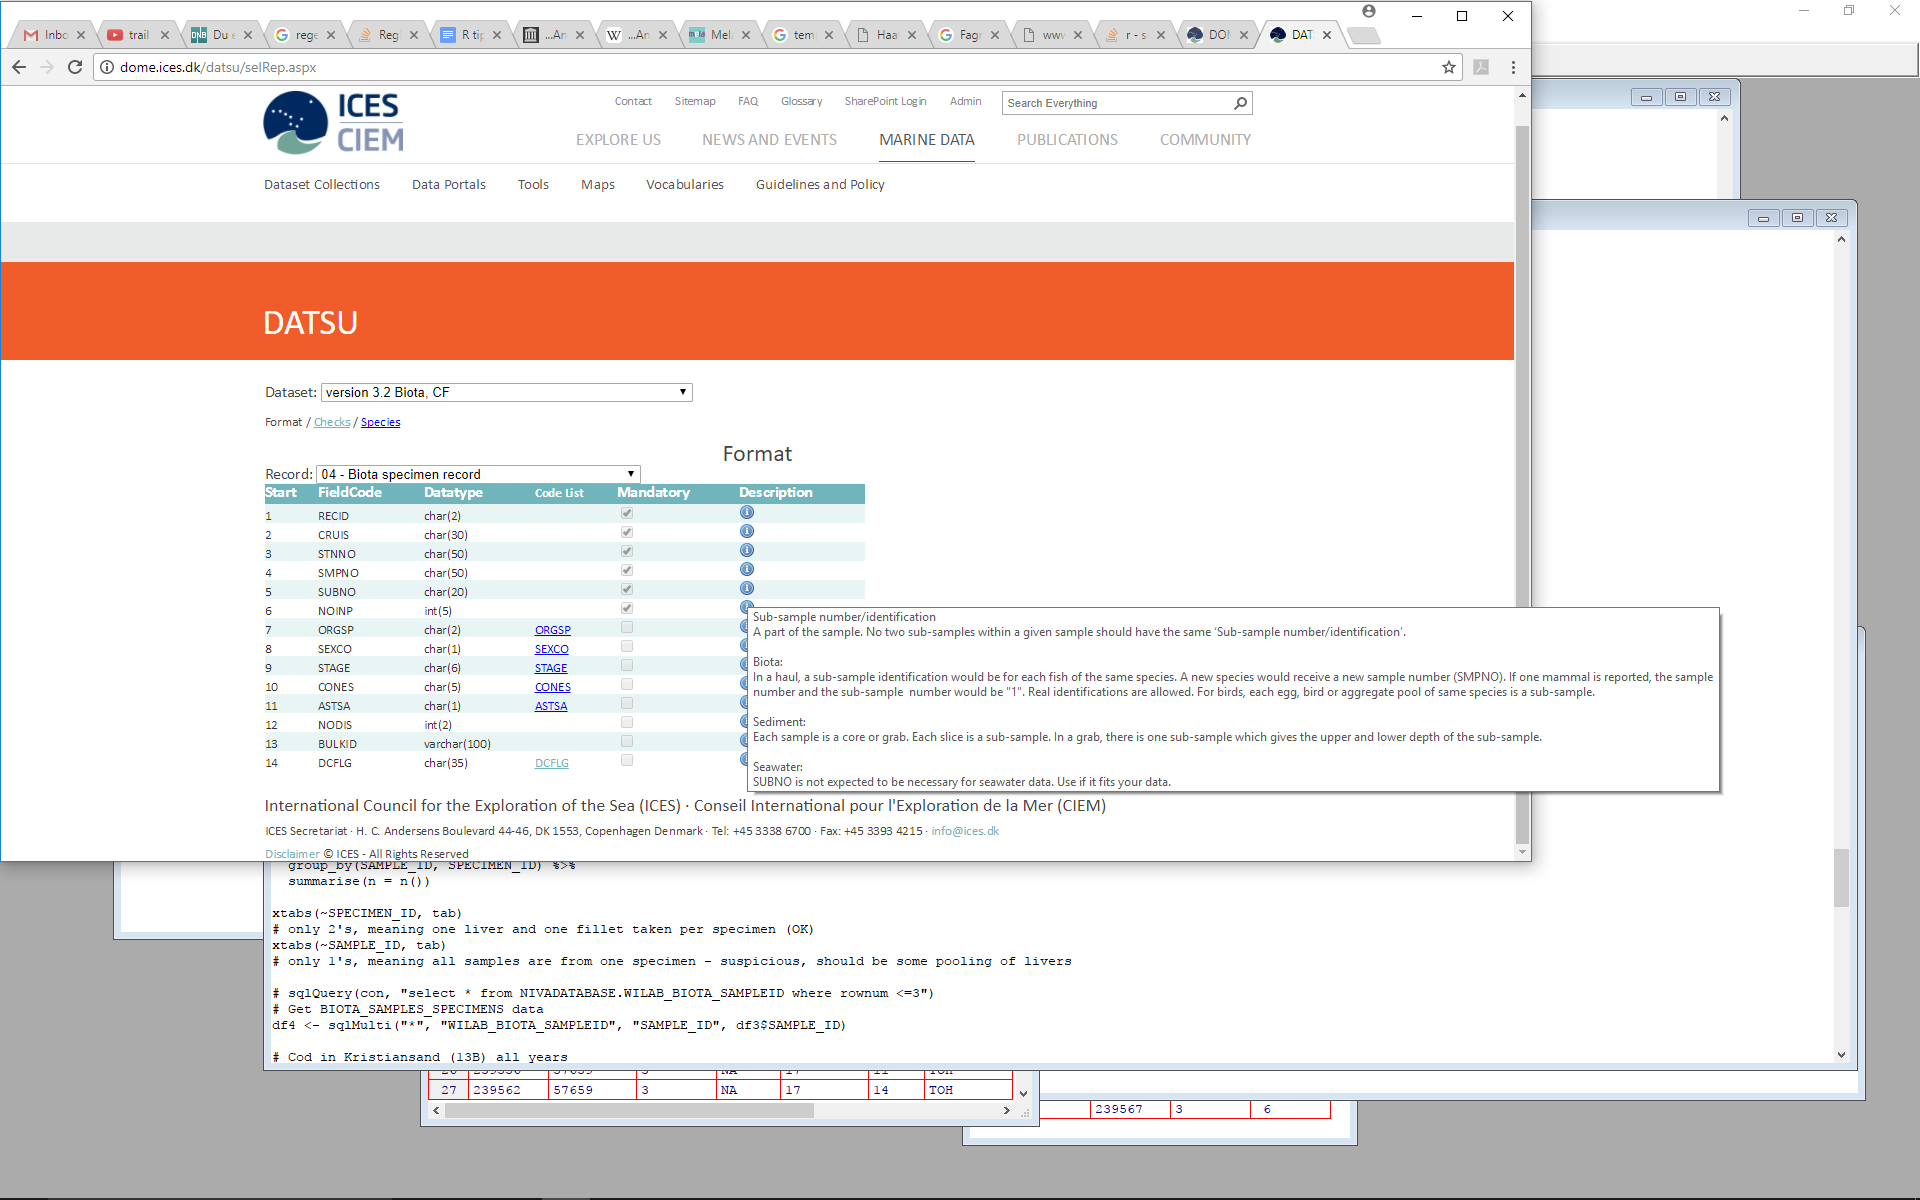 Inbc
trail
Du e
rege
Reg
R tip
...An
...An
Mel
tem
Haa
Fagr
www
r - s
DO
DAT
dome.ices.dk/datsu/selRep.aspx
ICES
CIEM
Contact Sitemap FAQ Glossary SharePoint Login Admin
Search Everything
EXPLORE US NEWS AND EVENTS MARINE DATA PUBLICATIONS COMMUNITY
Dataset Collections Data Portals Tools Maps Vocabularies Guidelines and Policy
DATSU
Dataset: version 3.2 Biota, CF
Format / Checks / Species
Format
Record: 04 - Biota specimen record
Start FieldCode Datatype Code List Mandatory Description
1 RECID char(2)
2 CRUIS char(30)
3 STNNO char(50)
4 SMPNO char(50)
5 SUBNO char(20)
6 NOINP int(5)
7 ORGSP char(2) ORGSP
8 SEXCO char(1) SEXCO
9 STAGE char(6) STAGE
10 CONES char(5) CONES
11 ASTSA char(1) ASTSA
12 NODIS int(2)
13 BULKID varchar(100)
14 DCFLG char(35) DCFLG
Sub-sample number/identification
A part of the sample. No two sub-samples within a given sample should have the same 'Sub-sample number/identification'.
Biota:
In a haul, a sub-sample identification would be for each fish of the same species. A new species would receive a new sample number (SMPNO). If one mammal is reported, the sample
number and the sub-sample number would be "1". Real identifications are allowed. For birds, each egg, bird or aggregate pool of same species is a sub-sample.
Sediment:
Each sample is a core or grab. Each slice is a sub-sample. In a grab, there is one sub-sample which gives the upper and lower depth of the sub-sample.
Seawater:
SUBNO is not expected to be necessary for seawater data. Use if it fits your data.
International Council for the Exploration of the Sea (ICES) · Conseil International pour l'Exploration de la Mer (CIEM)
ICES Secretariat · H. C. Andersens Boulevard 44-46, DK 1553, Copenhagen Denmark · Tel: +45 3338 6700 · Fax: +45 3393 4215 · info@ices.dk
Disclaimer © ICES - All Rights Reserved
group_by(SAMPLE_ID, SPECIMEN_ID) %>%
summarise(n = n())
xtabs(~SPECIMEN_ID, tab)
# only 2's, meaning one liver and one fillet taken per specimen (OK)
xtabs(~SAMPLE_ID, tab)
# only 1's, meaning all samples are from one specimen - suspicious, should be some pooling of livers
# sqlQuery(con, "select * from NIVADATABASE.WILAB_BIOTA_SAMPLEID where rownum <=3")
# Get BIOTA_SAMPLES_SPECIMENS data
df4 <- sqlMulti("*", "WILAB_BIOTA_SAMPLEID", "SAMPLE_ID", df3$SAMPLE_ID)
# Cod in Kristiansand (13B) all years
27 239562 57659 3 NA 17 14 TOH
239567 3 6